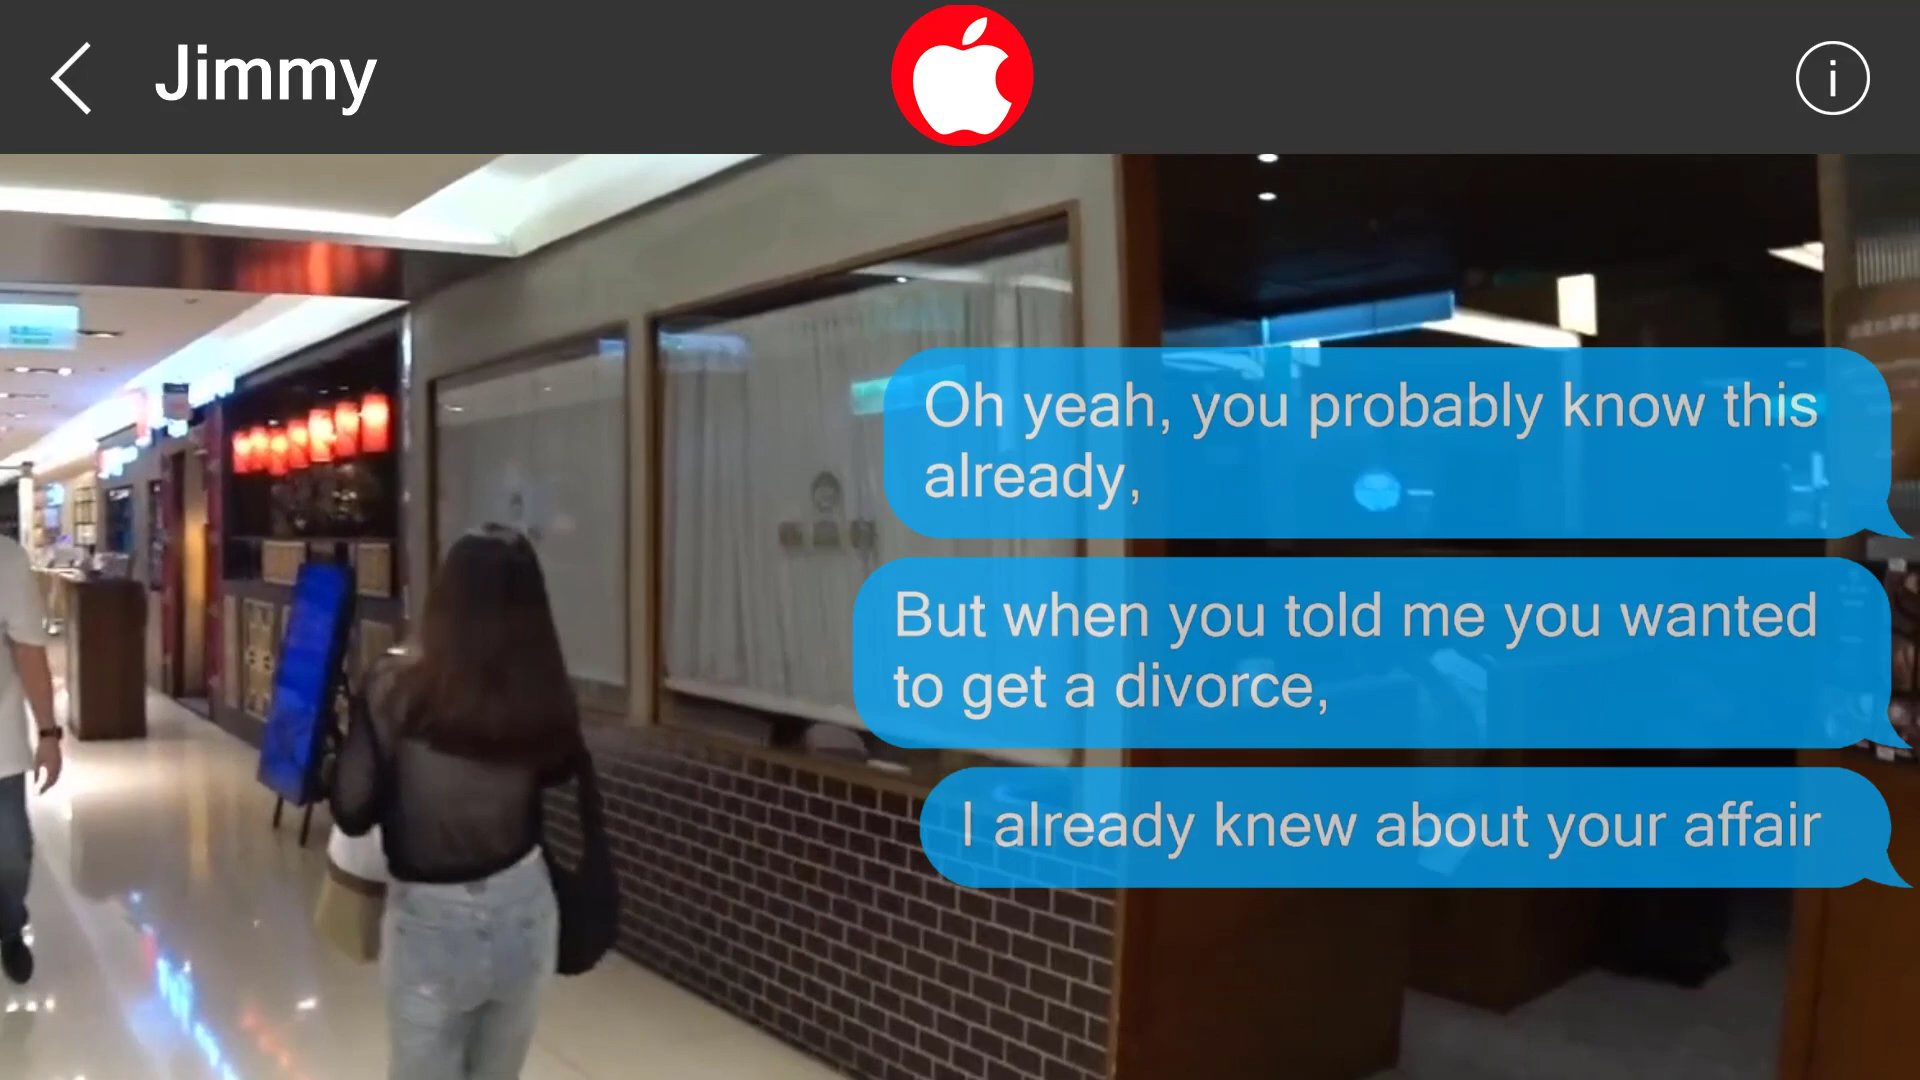 Jimmy
Oh yeah, you probably know this
already,
But when you told me you wanted
to get a divorce,
I already knew about your affair